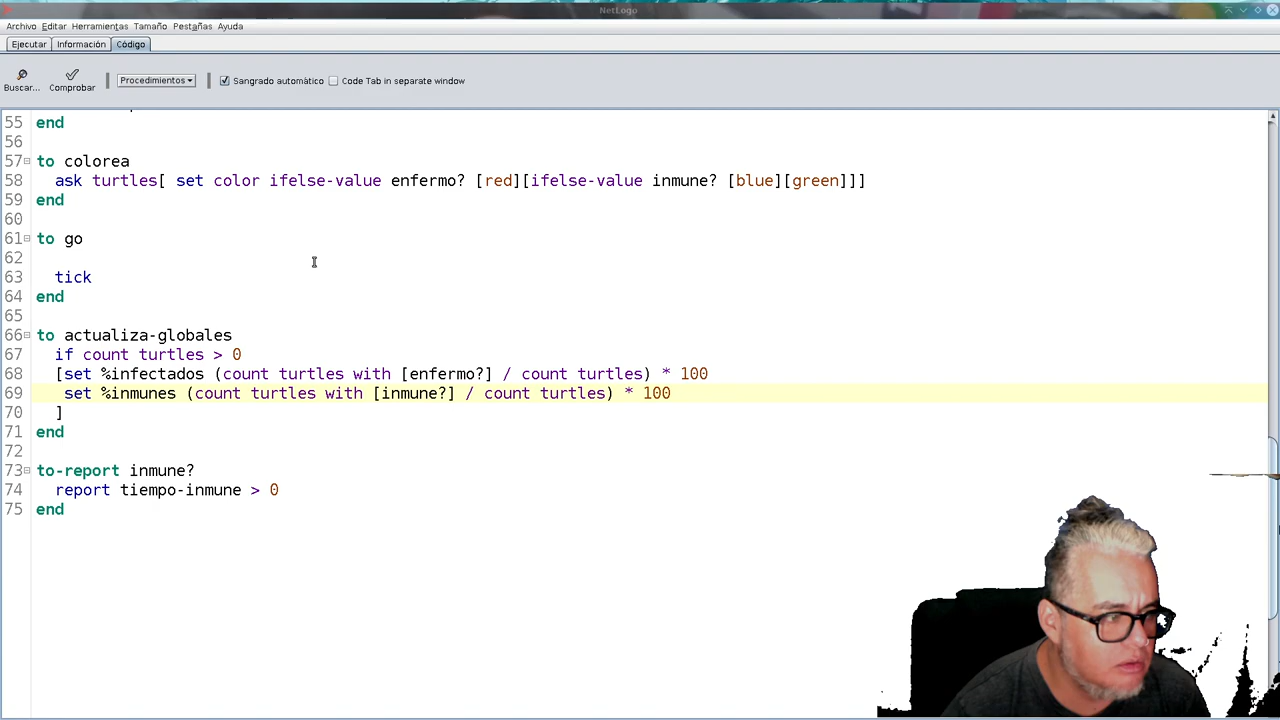 NetLogo
Archivo Editar Herramientas Tamaño Pestañas Ayuda
Ejecutar Información Código
Buscar... Comprobar Procedimientos Sangrado automático Code Tab in separate window
55 end
56
57 to colorea
58 ask turtles[ set color ifelse-value enfermo? [red][ifelse-value inmune? [blue][green]]]
59 end
60
61 to go
62
63 tick
64 end
65
66 to actualiza-globales
67 if count turtles > 0
68 [set %infectados (count turtles with [enfermo?] / count turtles) * 100
69 set %inmunes (count turtles with [inmune?] / count turtles) * 100
70 ]
71 end
72
73 to-report inmune?
74 report tiempo-inmune > 0
75 end